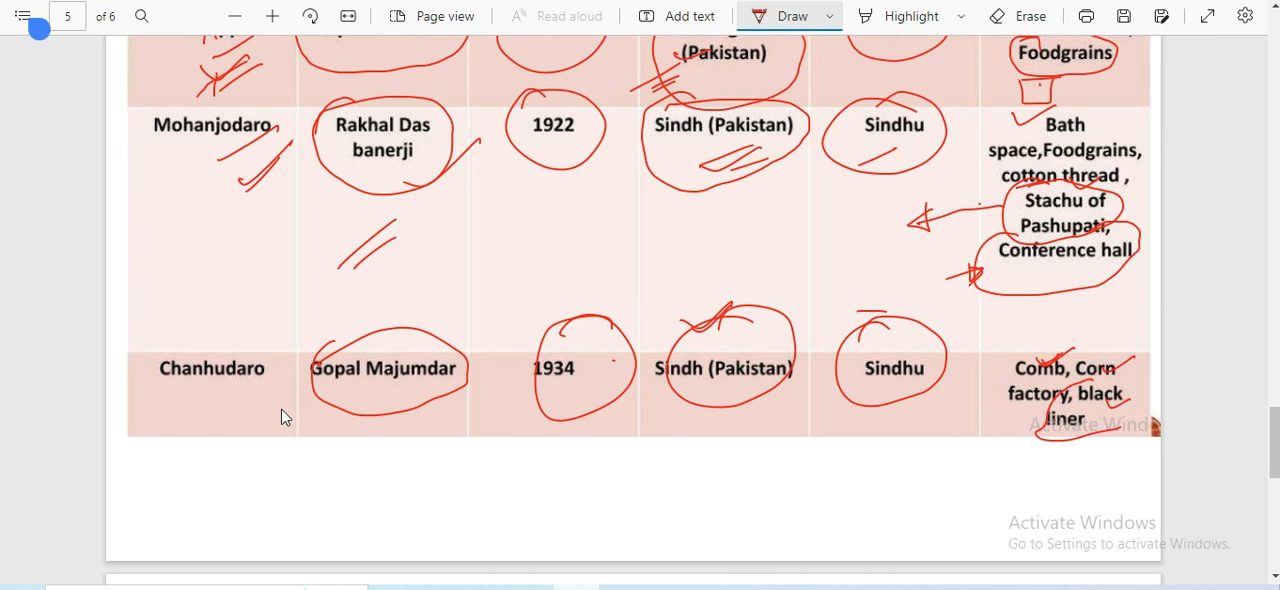 5 of 6 Page view Read aloud Add text Draw Highlight Erase
(Pakistan) Foodgrains
Mohanjodaro Rakhal Das 1922 Sindh (Pakistan) Sindhu Bath
banerji space,Foodgrains,
cotton thread ,
Stachu of
Pashupati,
Conference hall
Chanhudaro Gopal Majumdar 1934 Sindh (Pakistan) Sindhu Comb, Corn
factory, black
liner
Activate Windo
Activate Windows
Go to Settings to activate Windows.